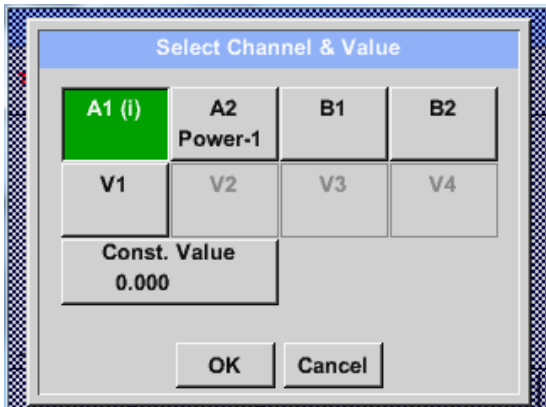 Select Channel & Value
A1 (i) A2 B1 B2
Power-1
V1 V2 V3 V4
Const. Value
0.000
OK Cancel